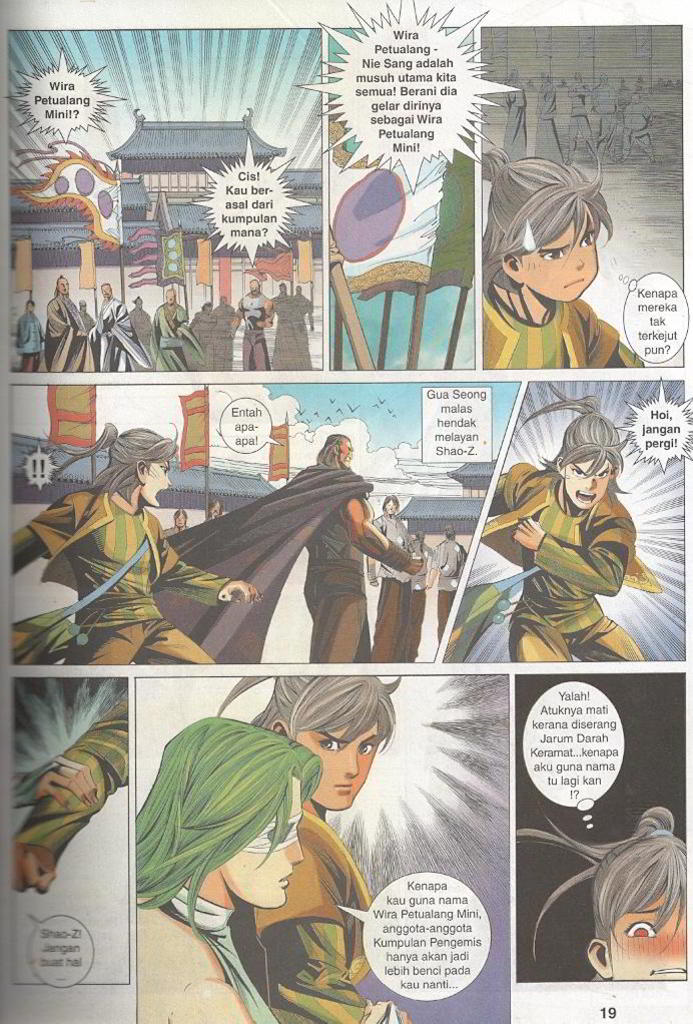 Wira
Petualang
Mini!?
Cis!
Kau ber-
asal dari
kumpulan
mana?
Wira
Petualang -
Nie Sang adalah
musuh utama kita
semua! Berani dia
gelar dirinya
sebagai Wira
Petualang
Mini!
Kenapa
mereka
tak
terkejut
pun?
!!
Entah
apa-
apa!
Gua Seong
malas
hendak
melayan
Shao-Z.
Hoi,
jangan
pergi!
Shao-Z!
Jangan
buat hal
...
Kenapa
kau guna nama
Wira Petualang Mini,
anggota-anggota
Kumpulan Pengemis
hanya akan jadi
lebih benci pada
kau nanti...
Yalah!
Atuknya mati
kerana diserang
Jarum Darah
Keramat...kenapa
aku guna nama
tu lagi kan
!?
19